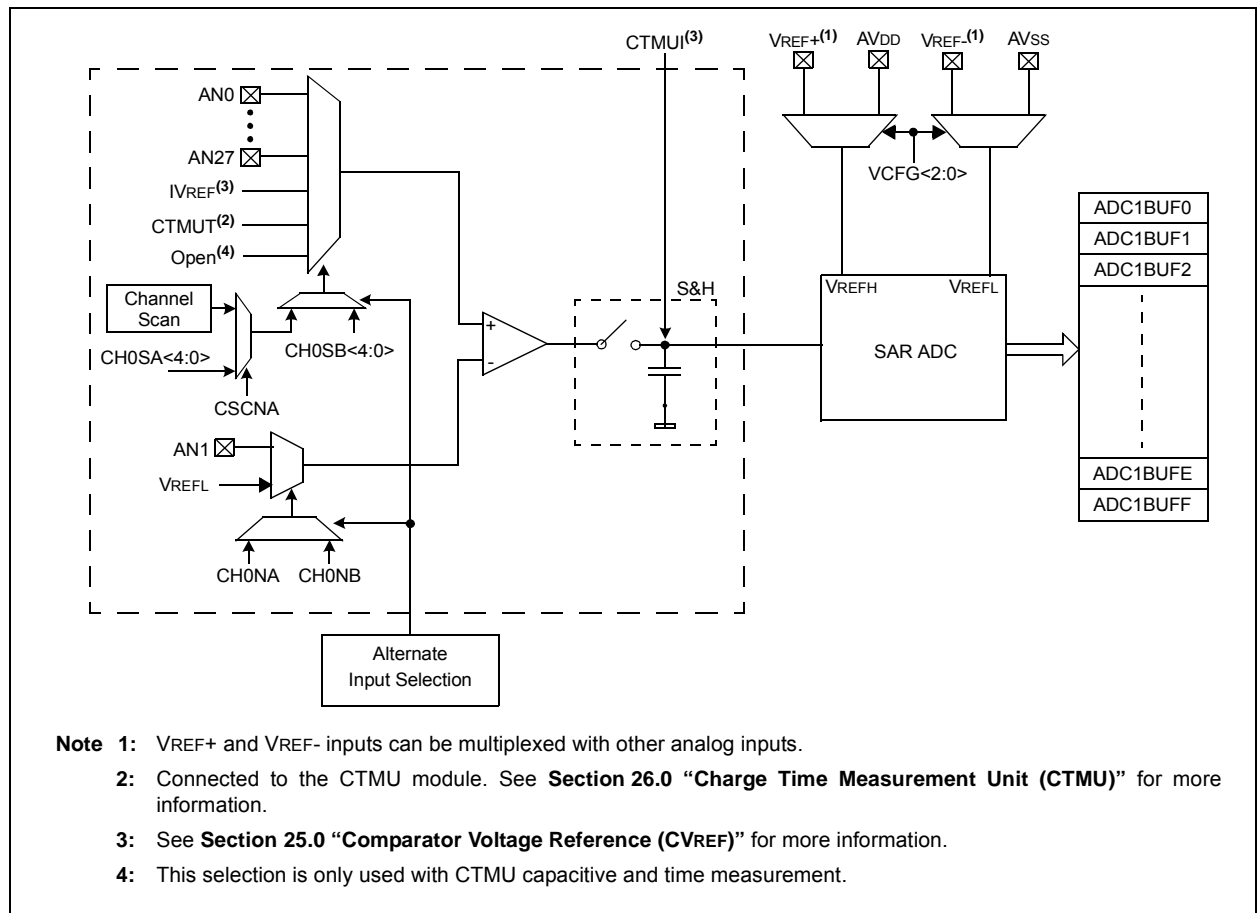 CTMUI(3)
VREF+(1) AVDD VREF-(1) AVSS
AN0
AN27
IVREF(3)
CTMUT(2)
Open(4)
VCFG<2:0>
ADC1BUF0
ADC1BUF1
ADC1BUF2
Channel
Scan
S&H
VREFH VREFL
+
CH0SA<4:0>
CH0SB<4:0>
SAR ADC
-
CSCNA
AN1
VREFL
ADC1BUFE
ADC1BUFF
CH0NA CH0NB
Alternate
Input Selection
Note 1: VREF+ and VREF- inputs can be multiplexed with other analog inputs.
2: Connected to the CTMU module. See Section 26.0 “Charge Time Measurement Unit (CTMU)” for more
information.
3: See Section 25.0 “Comparator Voltage Reference (CVREF)” for more information.
4: This selection is only used with CTMU capacitive and time measurement.